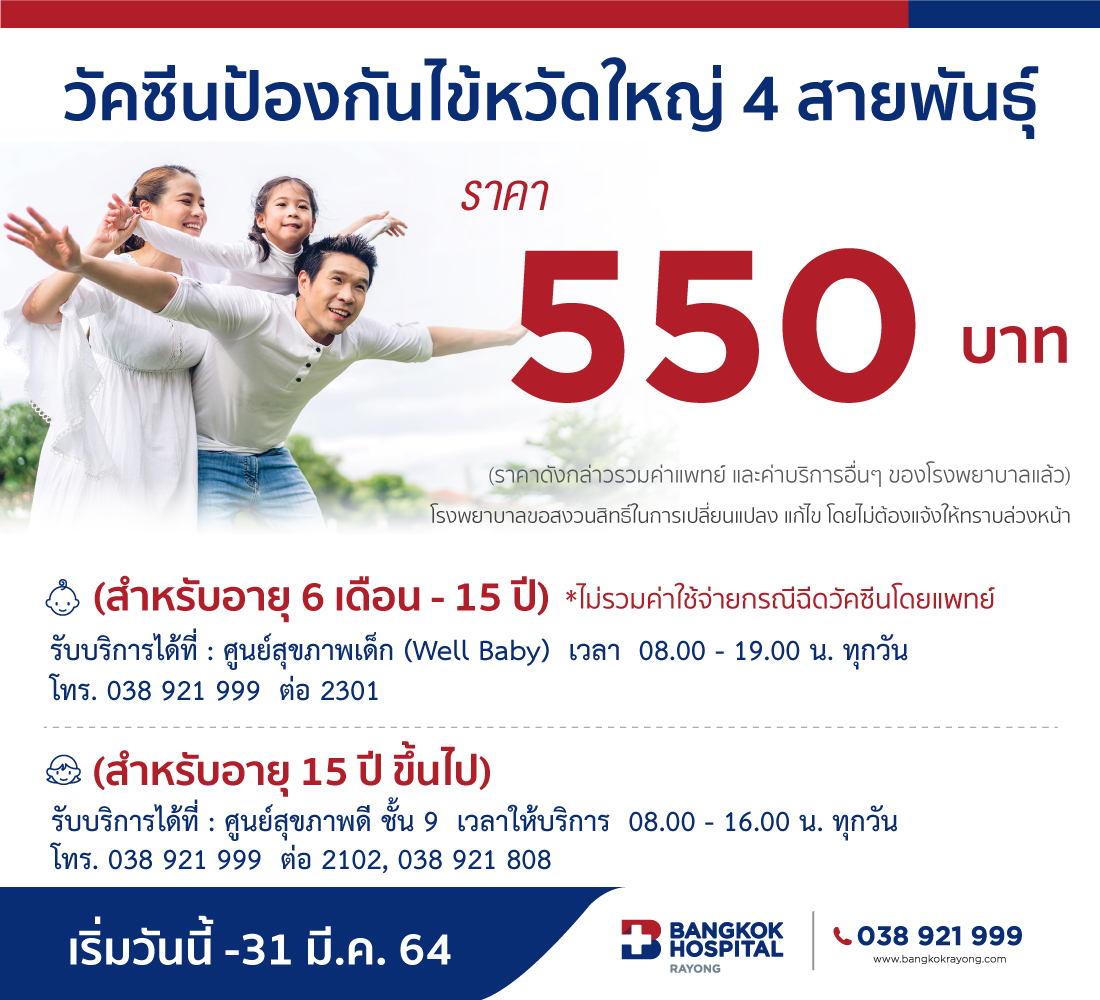 วัคซีนป้องกันไข้หวัดใหญ่ 4 สายพันธุ์
ราคา
550 บาท
(ราคาดังกล่าวรวมค่าแพทย์ และค่าบริการอื่นๆ ของโรงพยาบาลแล้ว)
โรงพยาบาลขอสงวนสิทธิ์ในการเปลี่ยนแปลง แก้ไข โดยไม่ต้องแจ้งให้ทราบล่วงหน้า
(สำหรับอายุ 6 เดือน - 15 ปี) *ไม่รวมค่าใช้จ่ายกรณีฉีดวัคซีนโดยแพทย์
รับบริการได้ที่ : ศูนย์สุขภาพเด็ก (Well Baby) เวลา 08.00 - 19.00 น. ทุกวัน
โทร. 038 921 999 ต่อ 2301
(สำหรับอายุ 15 ปี ขึ้นไป)
รับบริการได้ที่ : ศูนย์สุขภาพดี ชั้น 9 เวลาให้บริการ 08.00 - 16.00 น. ทุกวัน
โทร. 038 921 999 ต่อ 2102, 038 921 808
เริ่มวันนี้ -31 มี.ค. 64
BANGKOK
HOSPITAL
RAYONG
038 921 999
www.bangkokrayong.com